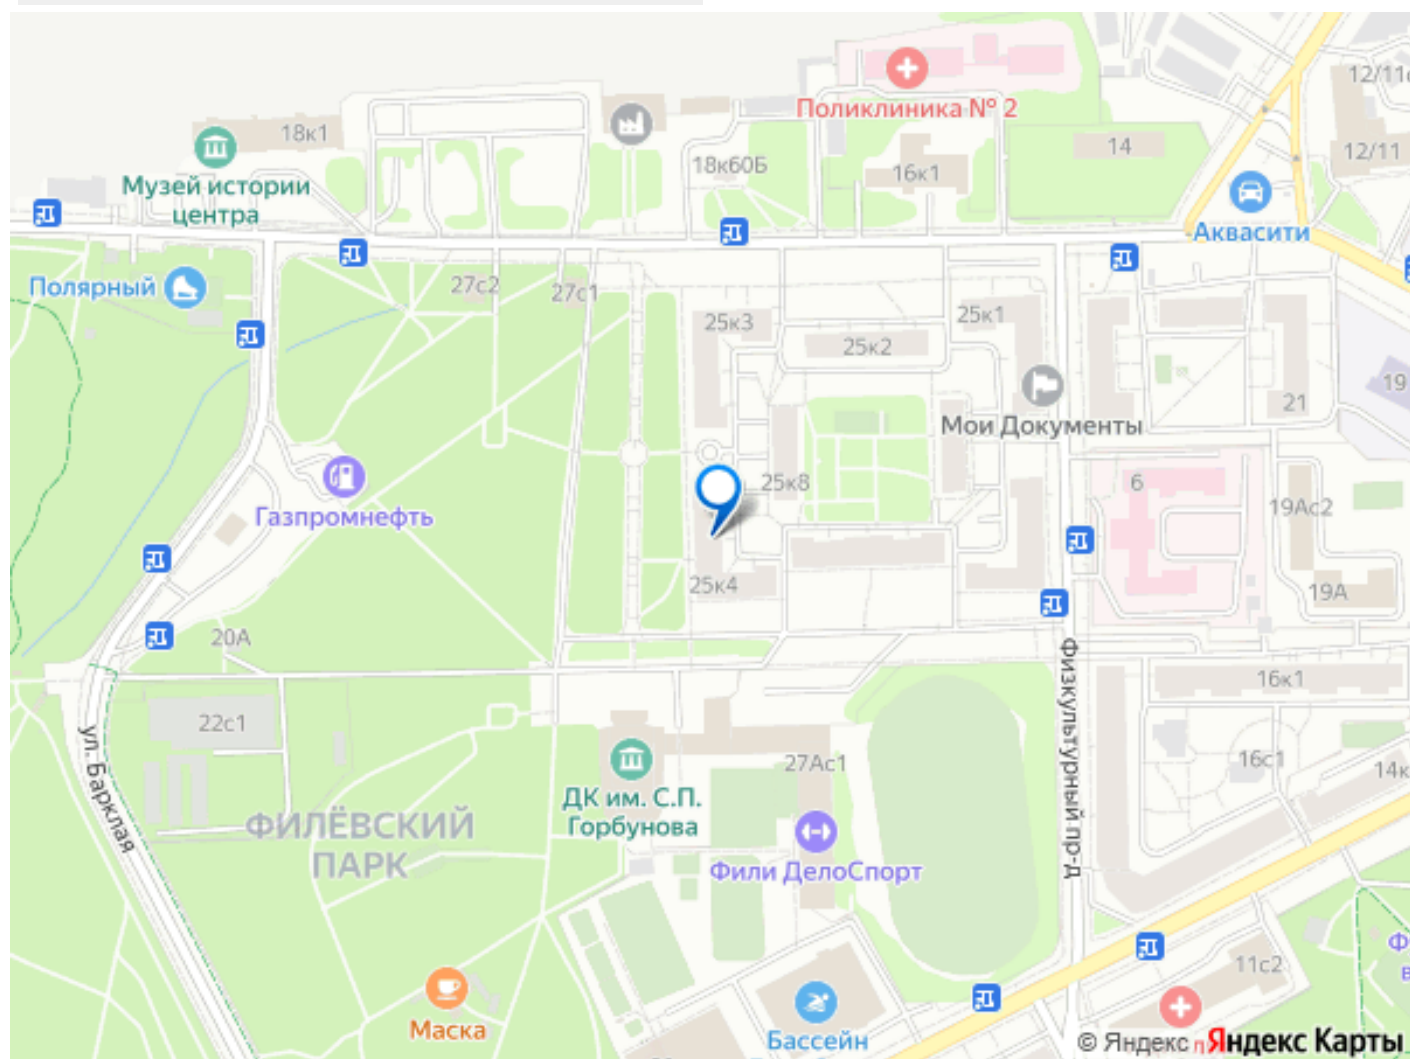 12/11
Поликлиника № 2
18к1
14
12/11
18к60Б
16к1
Музей истории
центра
Аквасити
Полярный
27с2
27с1
25к3
25к1
25к2
19
21
Мои Документы
25к8
6
Газпромнефть
19Ас2
25к4
19А
20А
Физкультурный пр-д
16к1
22с1
ул. Барклая
27Ас1
16с1
14к
ДК им. С.П.
Горбунова
ФИЛЁВСКИЙ
ПАРК
Фили ДелоСпорт
11с2
Маска
Бассейн
© Яндекс
Яндекс Карты